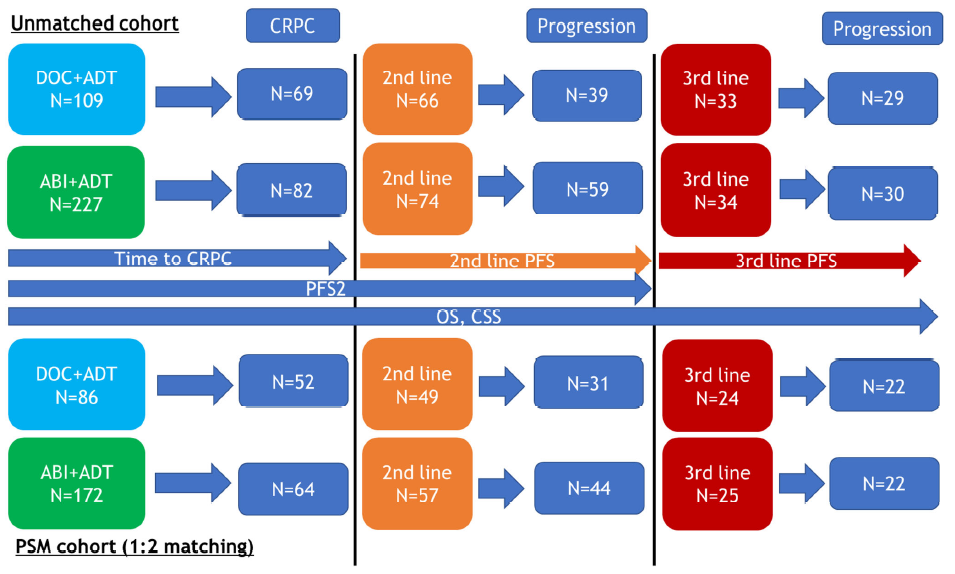 Unmatched cohort
CRPC
Progression
Progression
DOC+ADT
N=109
N=69
2nd line
N=66
N=39
3rd line
N=33
N=29
ABI+ADT
N=227
N=82
2nd line
N=74
N=59
3rd line
N=34
N=30
Time to CRPC
2nd line PFS
3rd line PFS
PFS2
OS, CSS
DOC+ADT
N=86
N=52
2nd line
N=49
N=31
3rd line
N=24
N=22
ABI+ADT
N=172
N=64
2nd line
N=57
N=44
3rd line
N=25
N=22
PSM cohort (1:2 matching)